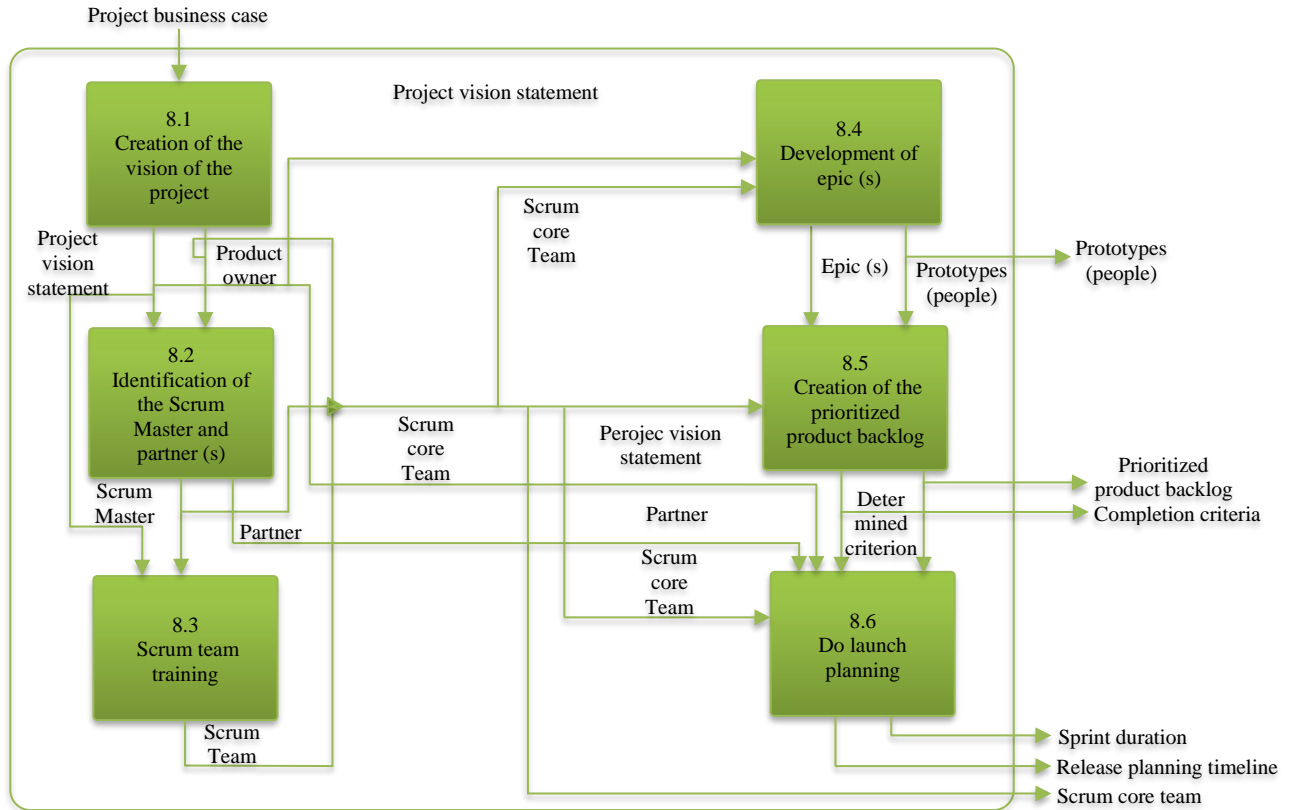 Project business case
Project vision statement
8.1
Creation of the
vision of the
project
8.4
Development of
epic (s)
Project
vision
statement
Product
owner
Scrum
core
Team
Epic (s)
Prototypes
(people)
Prototypes
(people)
8.2
Identification of
the Scrum
Master and
partner (s)
8.5
Creation of the
prioritized
product backlog
Scrum
core
Team
Perojec vision
statement
Scrum
Master
Partner
Partner
Deter
mined
criterion
Prioritized
product backlog
Completion criteria
Scrum
core
Team
8.3
Scrum team
training
8.6
Do launch
planning
Scrum
Team
Sprint duration
Release planning timeline
Scrum core team